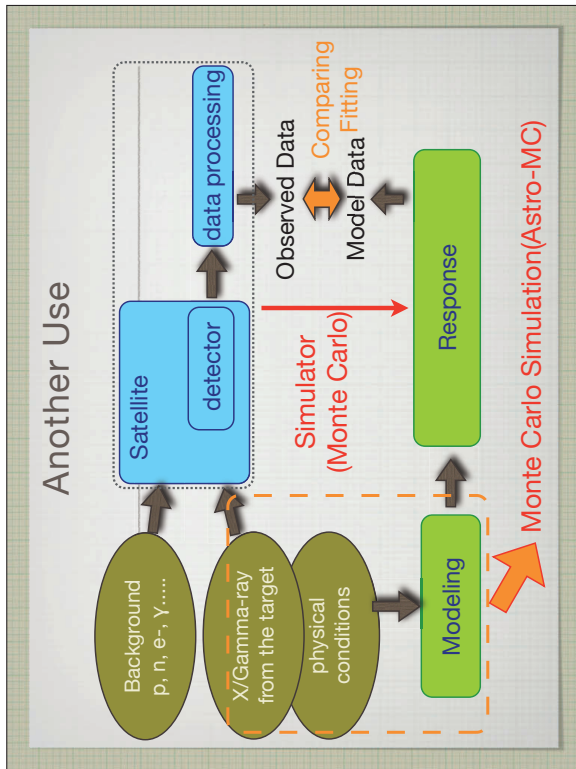 Another Use
Background
p, n, e-, γ.....
X/Gamma-ray
from the target
physical
conditions
Satellite
detector
data processing
Simulator
(Monte Carlo)
Observed Data
Model Data
Comparing
Fitting
Modeling
Response
Monte Carlo Simulation(Astro-MC)